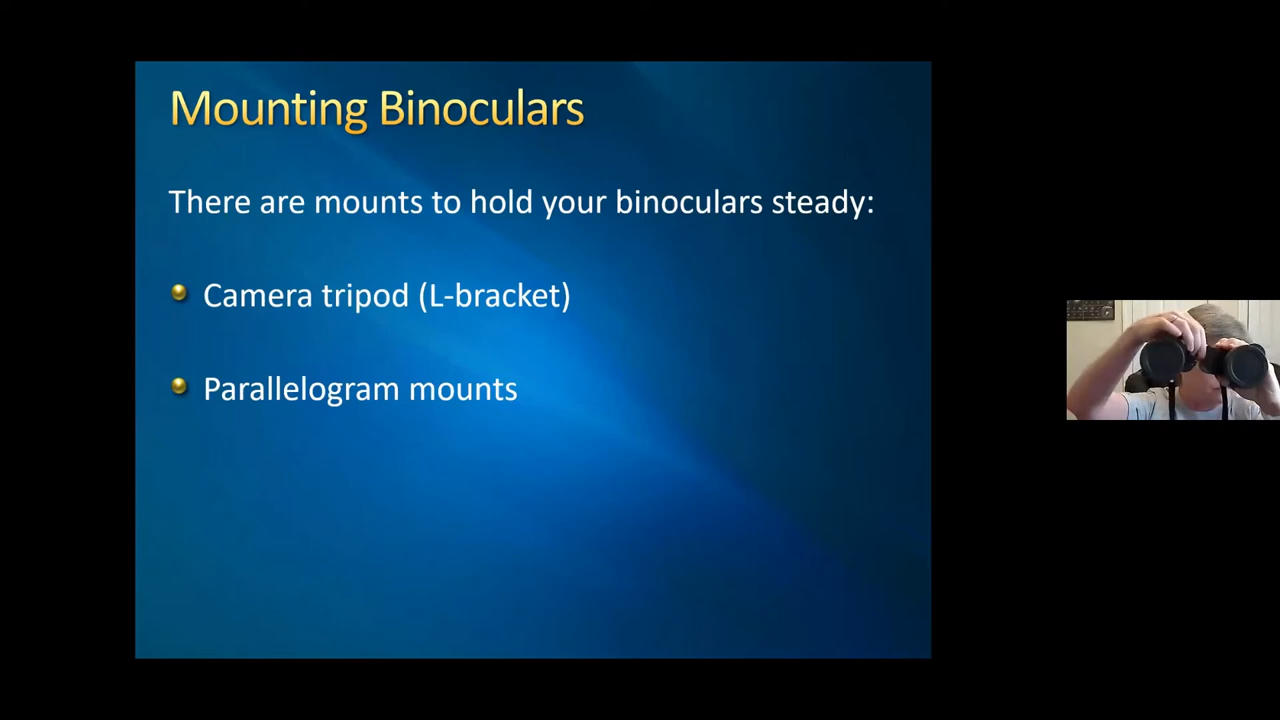 Mounting Binoculars
There are mounts to hold your binoculars steady:
Camera tripod (L-bracket)
Parallelogram mounts